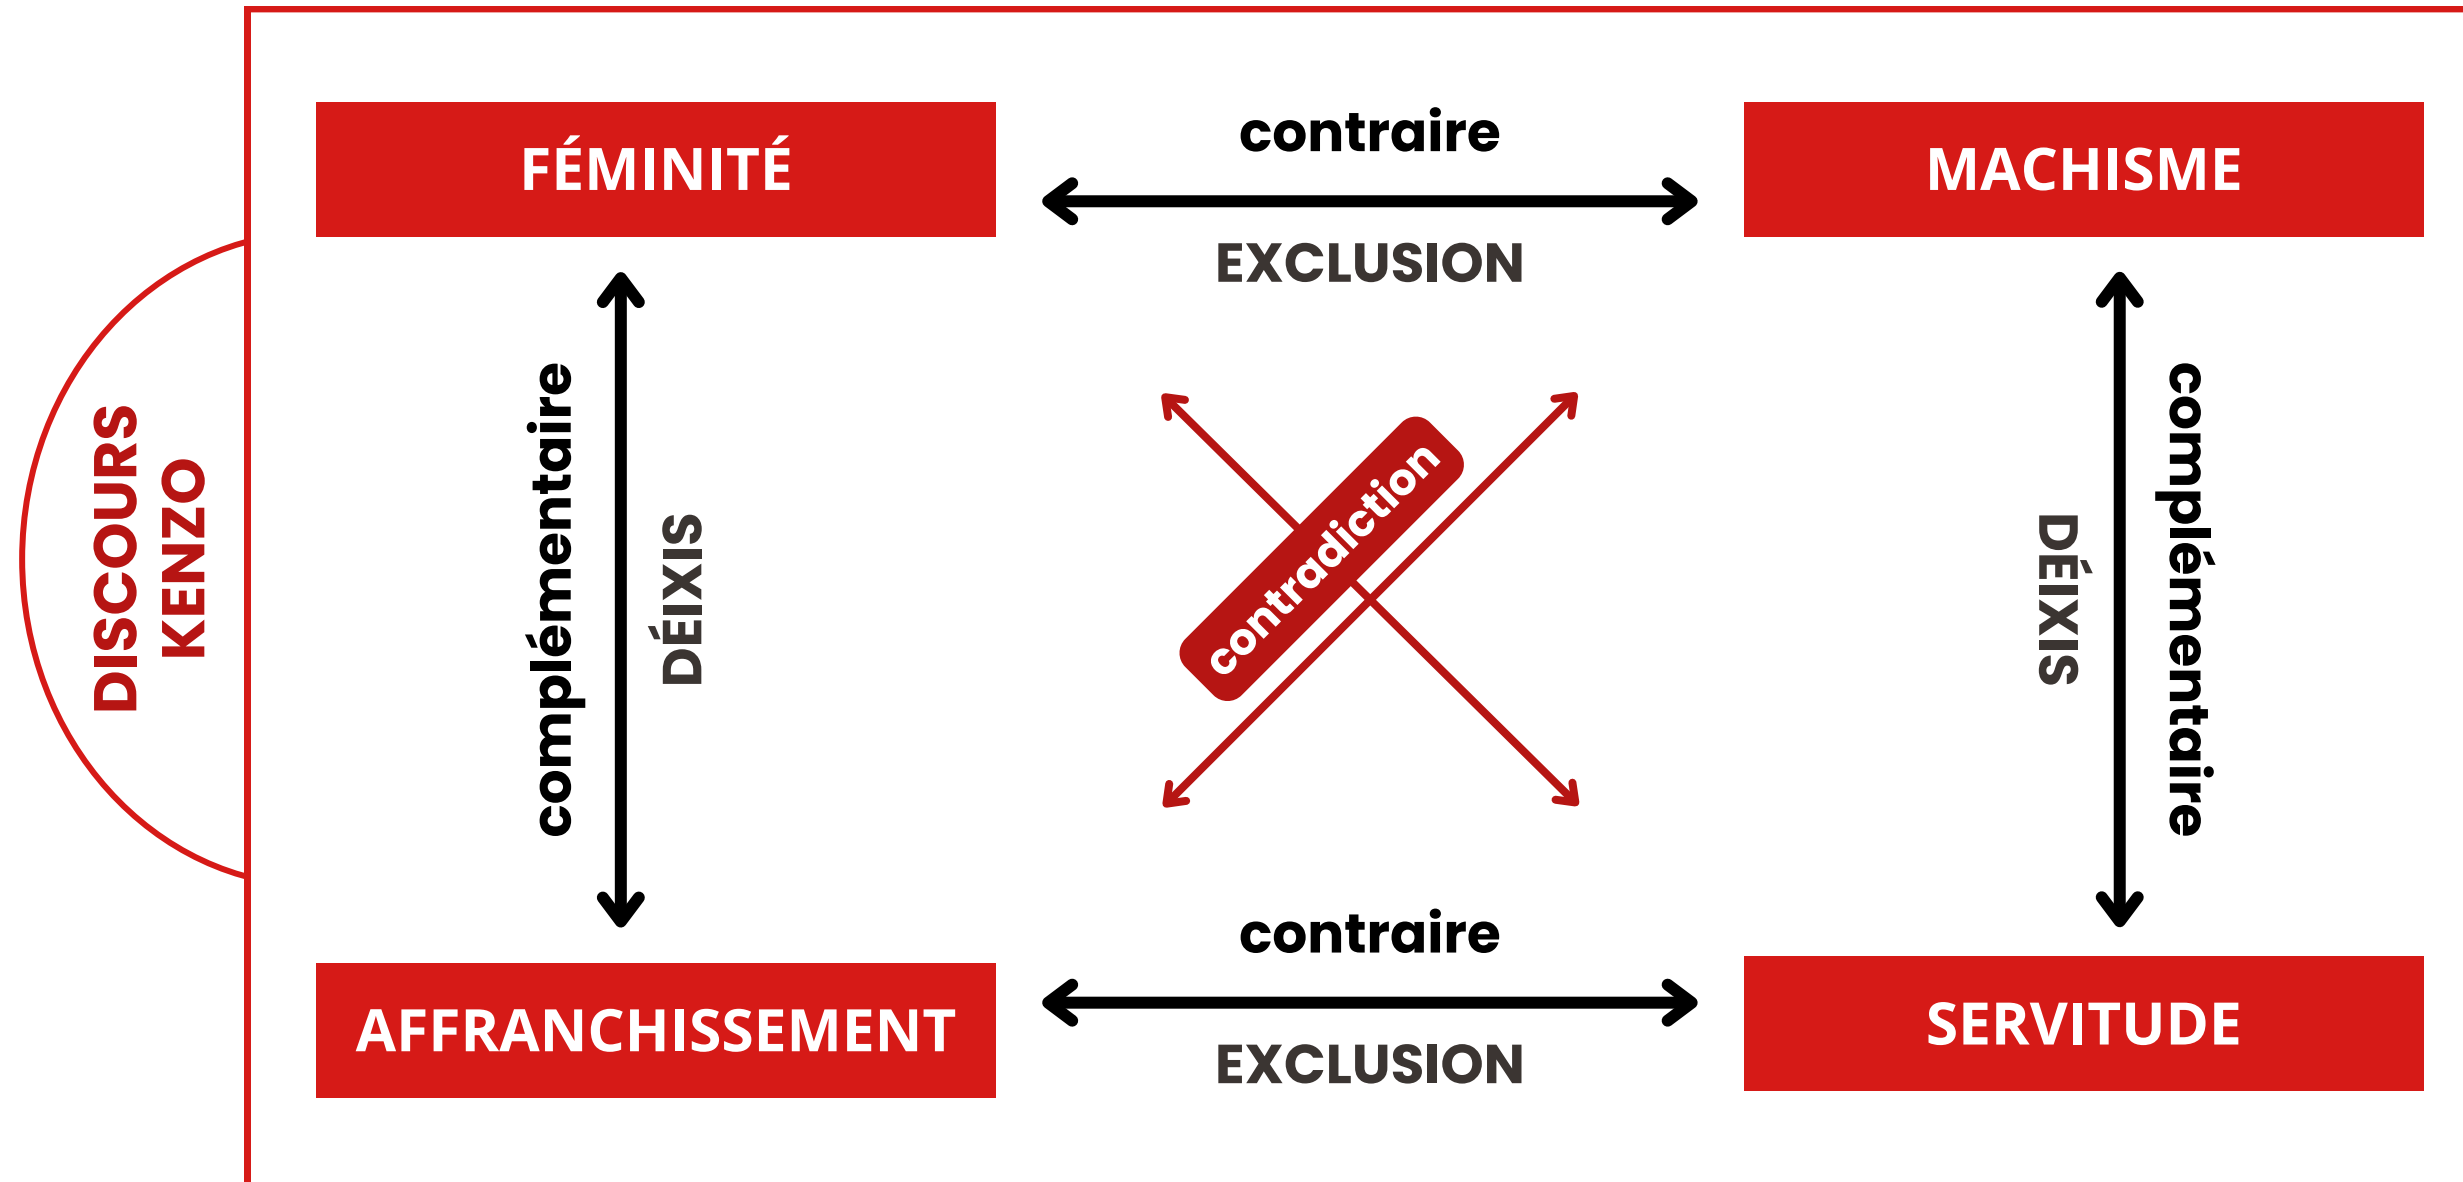 FÉMINITÉ
contraire
EXCLUSION
MACHISME
DISCOURS
KENZO
complémentaire
DÉIXIS
contradiction
DÉIXIS
complémentaire
AFFRANCHISSEMENT
contraire
EXCLUSION
SERVITUDE